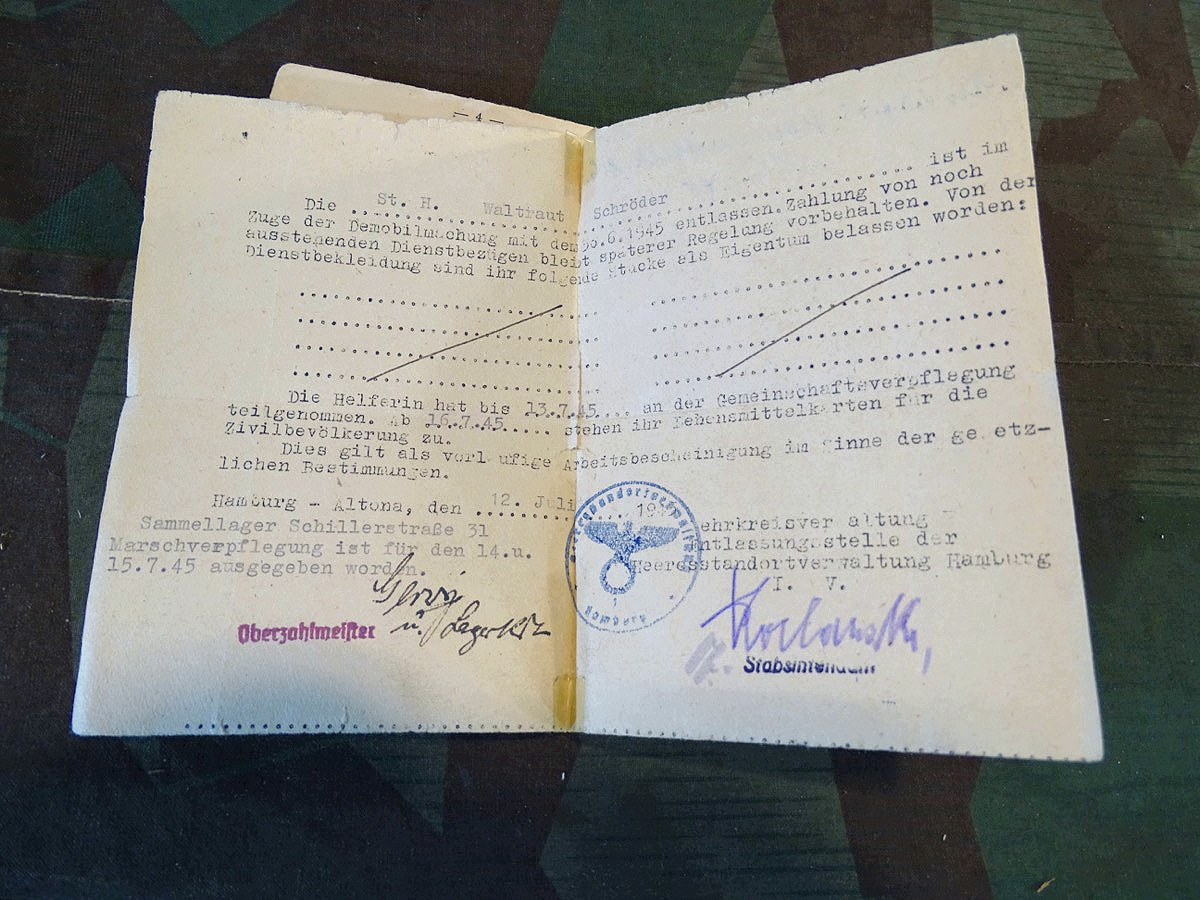 — 4 —
Die St. H. Waltraut Schröder ist im
Zuge der Demobilmachung mit dem 30.6.1945 entlassen. Zahlung von noch
ausstehenden Dienstbezügen bleibt späterer Regelung vorbehalten. Von der
Dienstbekleidung sind ihr folgende Stücke als Eigentum belassen worden:
Die Helferin hat bis 13.7.45 an der Gemeinschaftsverpflegung
teilgenommen. Ab 16.7.45 stehen ihr Lebensmittelkarten für die
Zivilbevölkerung zu.
Dies gilt als vorläufige Arbeitsbescheinigung im Sinne der gesetz-
lichen Bestimmungen.
Hamburg - Altona, den 12. Juli 194
Sammellager Schillerstraße 31
Marschverpflegung ist für den 14.u.
15.7.45 ausgegeben worden.
Oberzahlmeister
Wehrkreisverwaltung
Entlassungsstelle der
Heeresstandortverwaltung Hamburg
I. V.
Stabsintendant